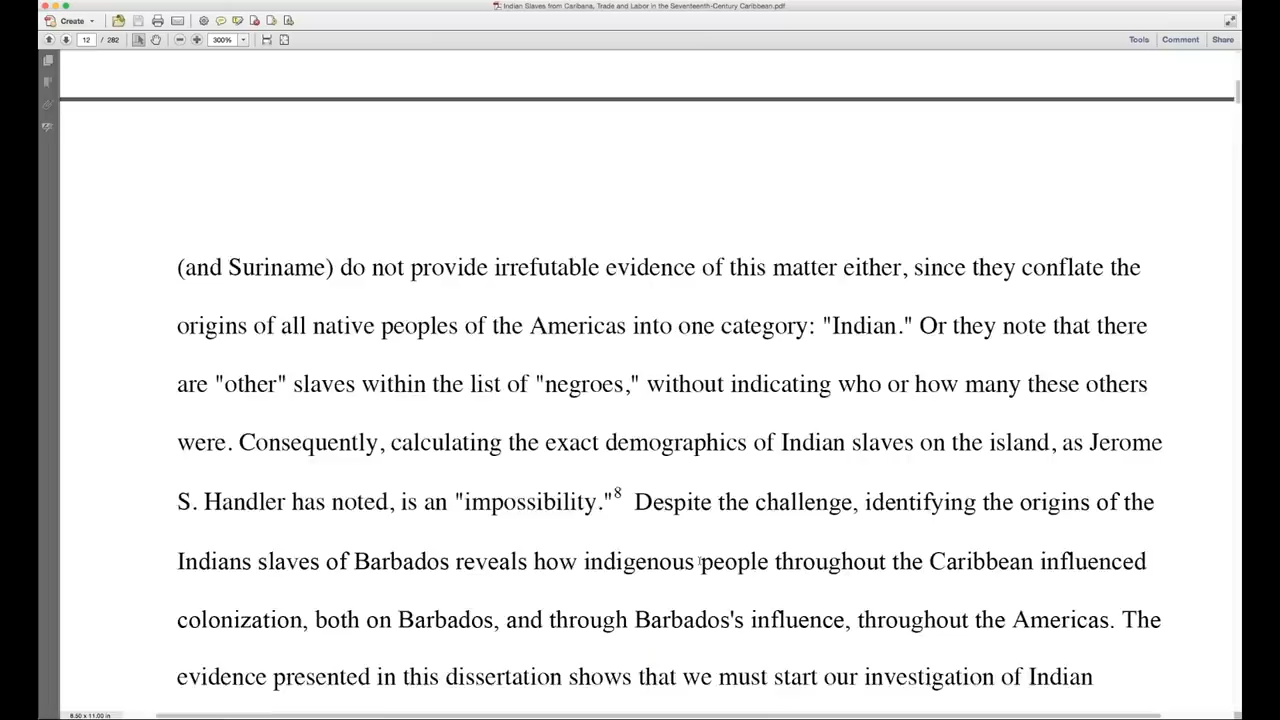 Indian Slaves from Caribana, Trade and Labor in the Seventeenth-Century Caribbean.pdf
Create
12 / 282
300%
Tools Comment Share
(and Suriname) do not provide irrefutable evidence of this matter either, since they conflate the
origins of all native peoples of the Americas into one category: "Indian." Or they note that there
are "other" slaves within the list of "negroes," without indicating who or how many these others
were. Consequently, calculating the exact demographics of Indian slaves on the island, as Jerome
S. Handler has noted, is an "impossibility."8 Despite the challenge, identifying the origins of the
Indians slaves of Barbados reveals how indigenous people throughout the Caribbean influenced
colonization, both on Barbados, and through Barbados's influence, throughout the Americas. The
evidence presented in this dissertation shows that we must start our investigation of Indian
8.50 x 11.00 in